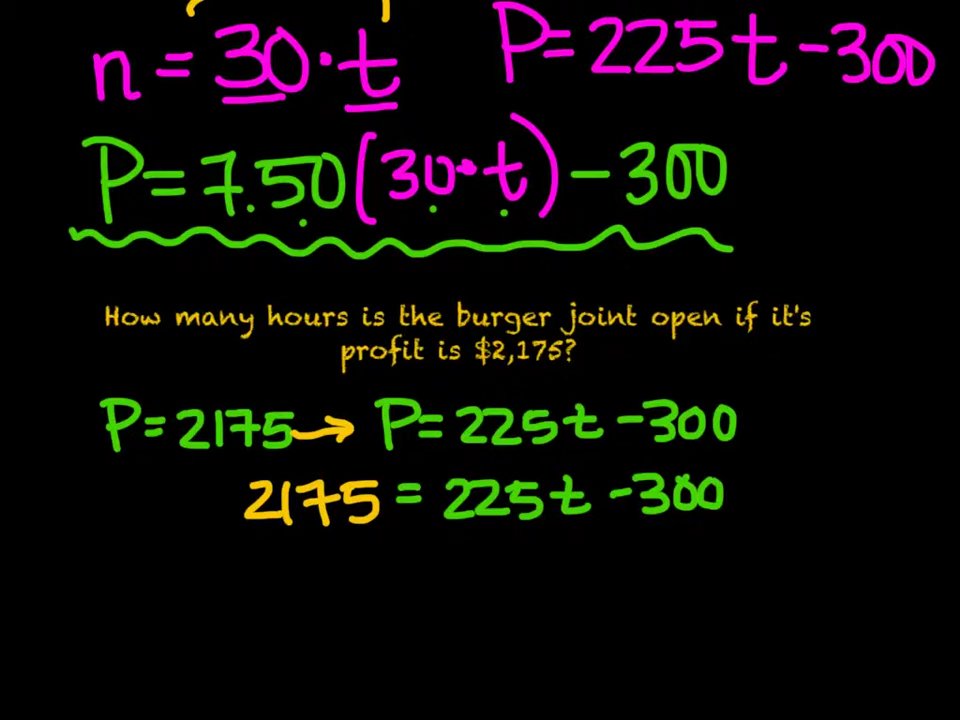 n = 30 · t P = 225t - 300
P = 7.50(30 · t) - 300
How many hours is the burger joint open if it's
profit is $2,175?
P = 2175 → P = 225t - 300
2175 = 225t - 300